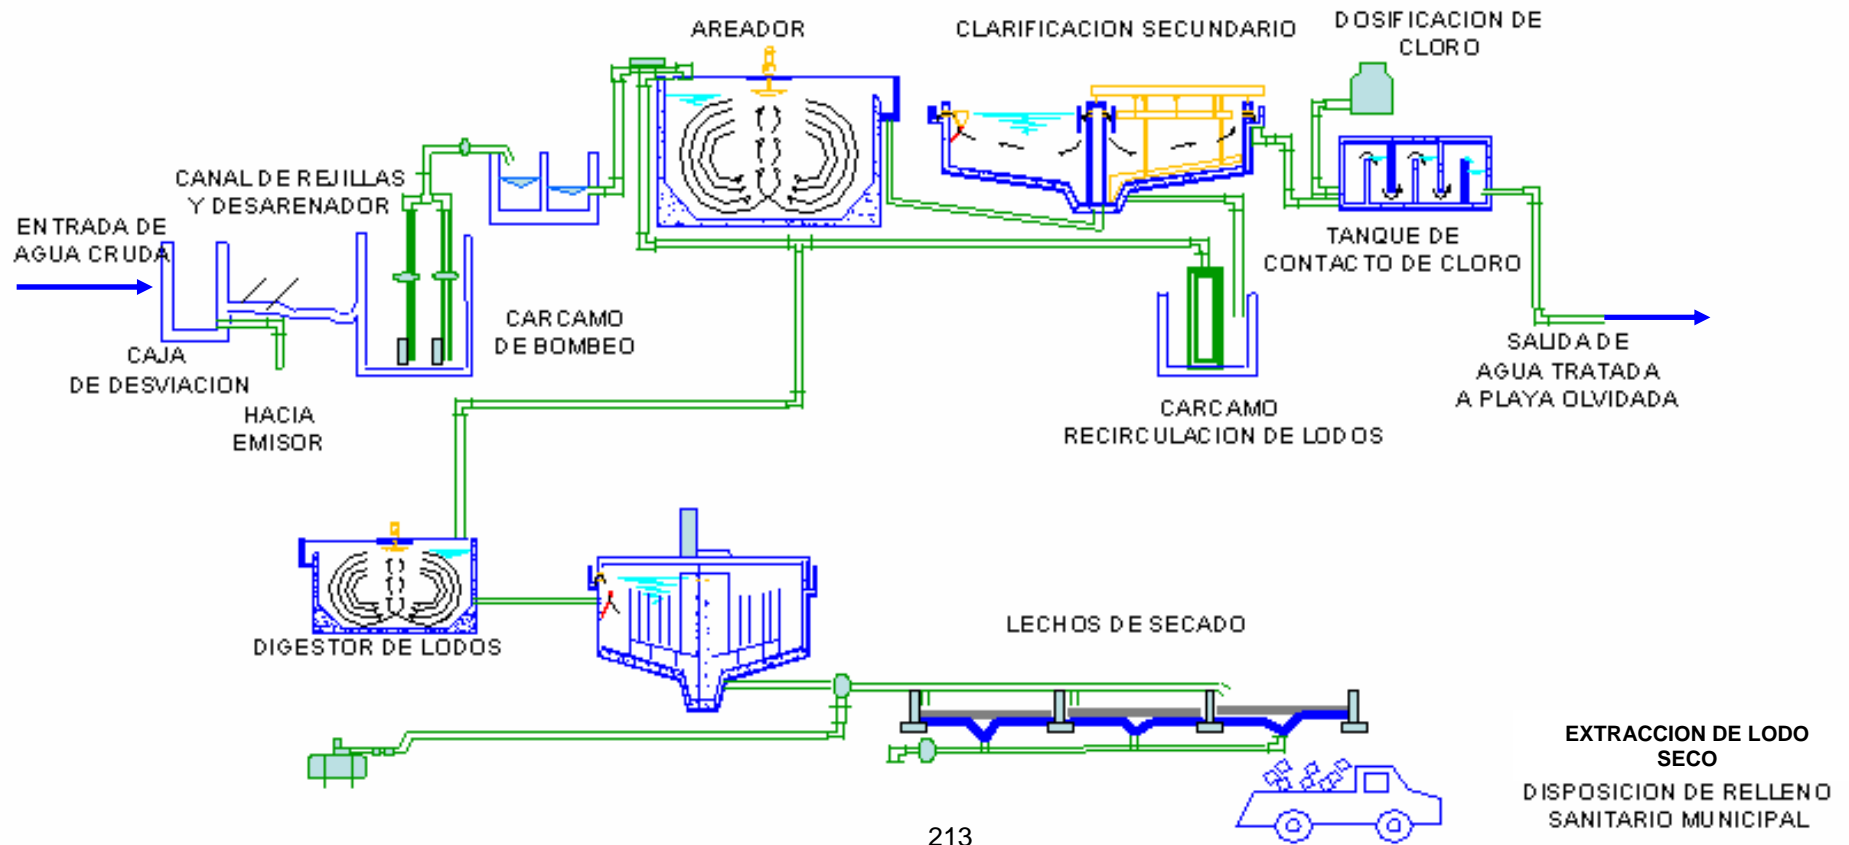 AREADOR
CLARIFICACION SECUNDARIO
DOSIFICACION DE
CLORO
CANAL DE REJILLAS
Y DESARENADOR
ENTRADA DE
AGUA CRUDA
TANQUE DE
CONTACTO DE CLORO
CARCAMO
DE BOMBEO
CAJA
DE DESVIACION
HACIA
EMISOR
SALIDA DE
AGUA TRATADA
A PLAYA OLVIDADA
CARCAMO
RECIRCULACION DE LODOS
DIGESTOR DE LODOS
LECHOS DE SECADO
EXTRACCION DE LODO
SECO
DISPOSICION DE RELLENO
SANITARIO MUNICIPAL
213